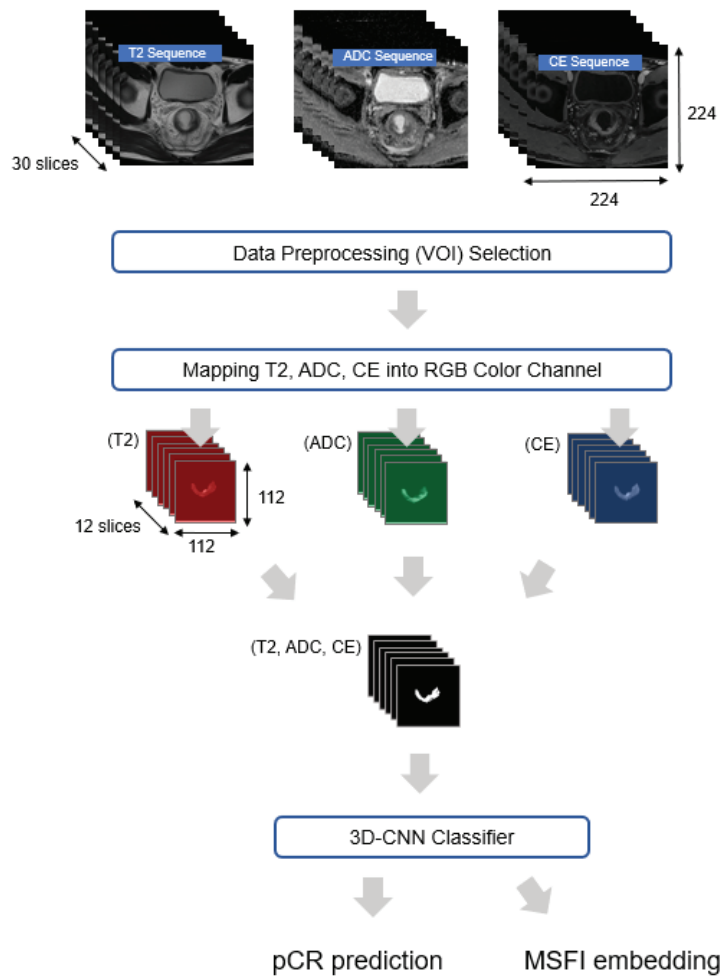 T2 Sequence
ADC Sequence
CE Sequence
224
30 slices
224
Data Preprocessing (VOI) Selection
Mapping T2, ADC, CE into RGB Color Channel
(T2)
(ADC)
(CE)
112
12 slices
112
(T2, ADC, CE)
3D-CNN Classifier
pCR prediction
MSFI embedding